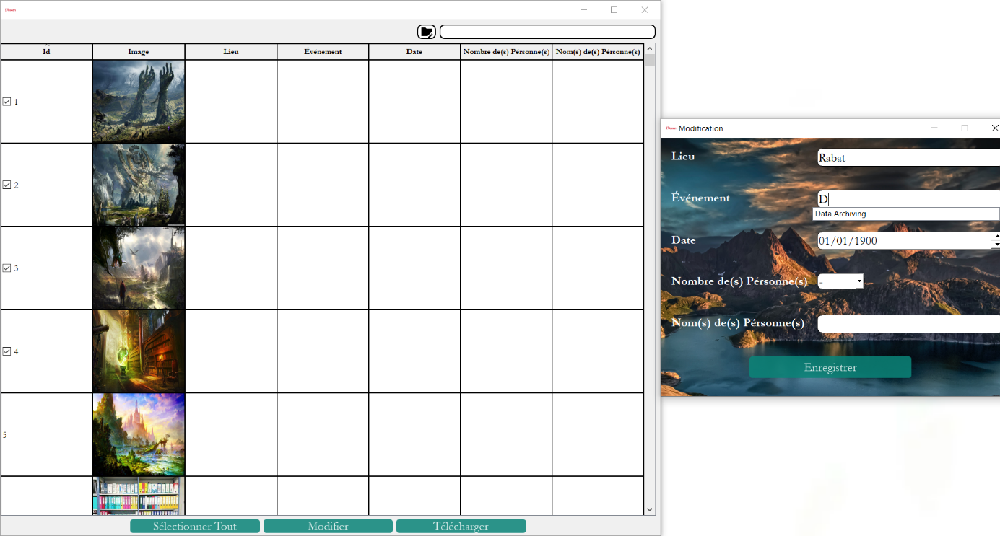 Id Image Lieu Événement Date Nombre de(s) Pérsonne(s) Nom(s) de(s) Pérsonne(s)
1
2
3
4
5
Sélectionner Tout Modifier Télécharger
Modification
Lieu Rabat
Événement D
Data Archiving
Date 01/01/1900
Nombre de(s) Pérsonne(s) -
Nom(s) de(s) Pérsonne(s)
Enregistrer